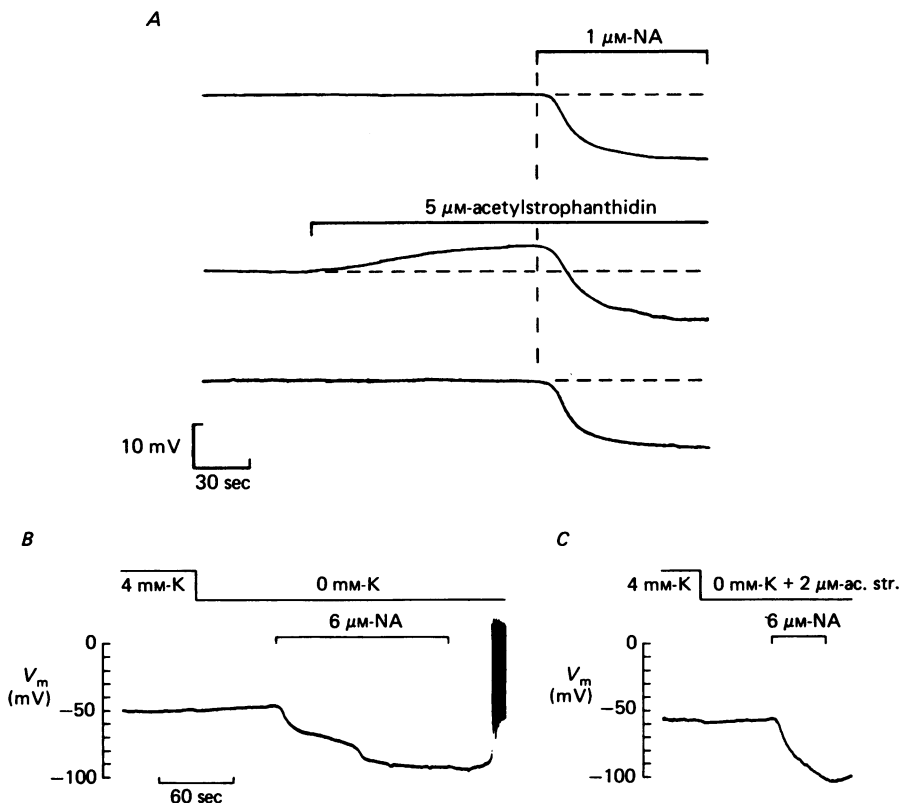 A
1 μM-NA
5 μM-acetylstrophanthidin
10 mV
30 sec
B
4 mM-K
0 mM-K
6 μM-NA
0
Vm
(mV)
−50
−100
60 sec
C
4 mM-K
0 mM-K + 2 μM-ac. str.
6 μM-NA
0
Vm
(mV)
−50
−100